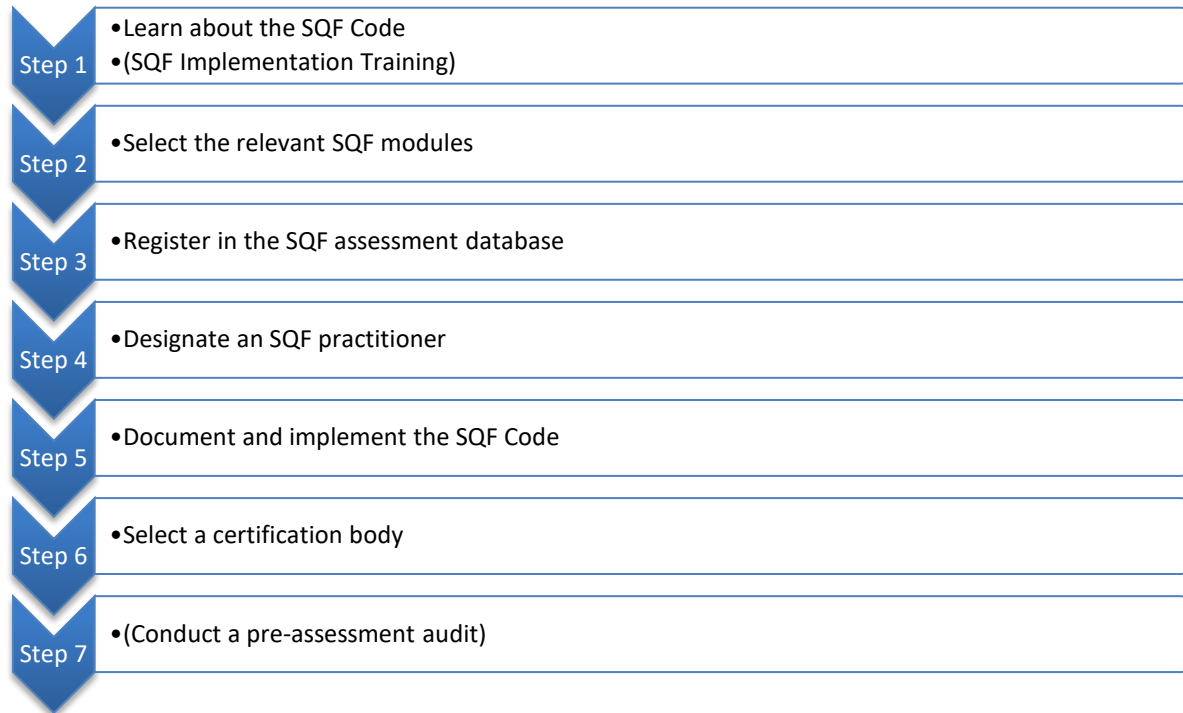 Step 1
•Learn about the SQF Code
•(SQF Implementation Training)
Step 2
•Select the relevant SQF modules
Step 3
•Register in the SQF assessment database
Step 4
•Designate an SQF practitioner
Step 5
•Document and implement the SQF Code
Step 6
•Select a certification body
Step 7
•(Conduct a pre-assessment audit)